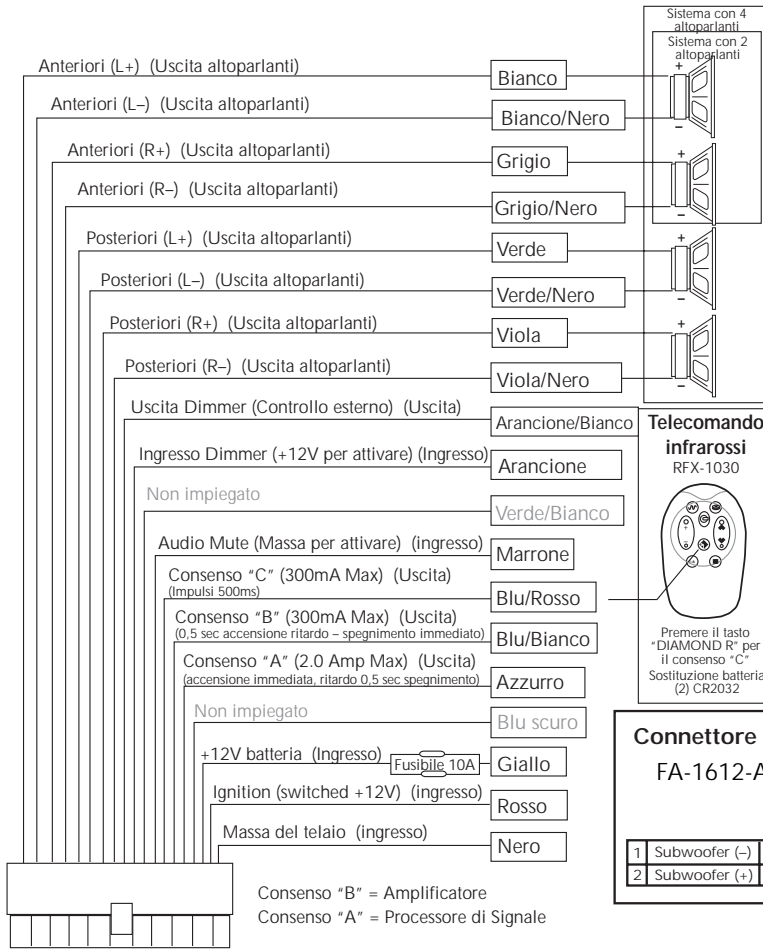 Sistema con 4
altoparlanti
Sistema con 2
altoparlanti
Anteriori (L+) (Uscita altoparlanti)
Bianco
+
Anteriori (L–) (Uscita altoparlanti)
Bianco/Nero
–
Anteriori (R+) (Uscita altoparlanti)
Grigio
+
Anteriori (R–) (Uscita altoparlanti)
Grigio/Nero
–
Posteriori (L+) (Uscita altoparlanti)
Verde
+
Posteriori (L–) (Uscita altoparlanti)
Verde/Nero
–
Posteriori (R+) (Uscita altoparlanti)
Viola
+
Posteriori (R–) (Uscita altoparlanti)
Viola/Nero
–
Uscita Dimmer (Controllo esterno) (Uscita)
Arancione/Bianco
Ingresso Dimmer (+12V per attivare) (Ingresso)
Arancione
Non impiegato
Verde/Bianco
Audio Mute (Massa per attivare) (ingresso)
Marrone
Consenso "C" (300mA Max) (Uscita)
(Impulsi 500ms)
Blu/Rosso
Consenso "B" (300mA Max) (Uscita)
(0,5 sec accensione ritardo – spegnimento immediato)
Blu/Bianco
Consenso "A" (2.0 Amp Max) (Uscita)
(accensione immediata, ritardo 0,5 sec spegnimento)
Azzurro
Non impiegato
Blu scuro
+12V batteria (Ingresso)
Fusibile 10A
Giallo
Ignition (switched +12V) (ingresso)
Rosso
Massa del telaio (ingresso)
Nero
Consenso "B" = Amplificatore
Consenso "A" = Processore di Signale
Telecomando
infrarossi
RFX-1030
Premere il tasto
"DIAMOND R" per
il consenso "C"
Sostituzione batteria
(2) CR2032
Connettore
FA-1612-A
1 Subwoofer (–)
2 Subwoofer (+)